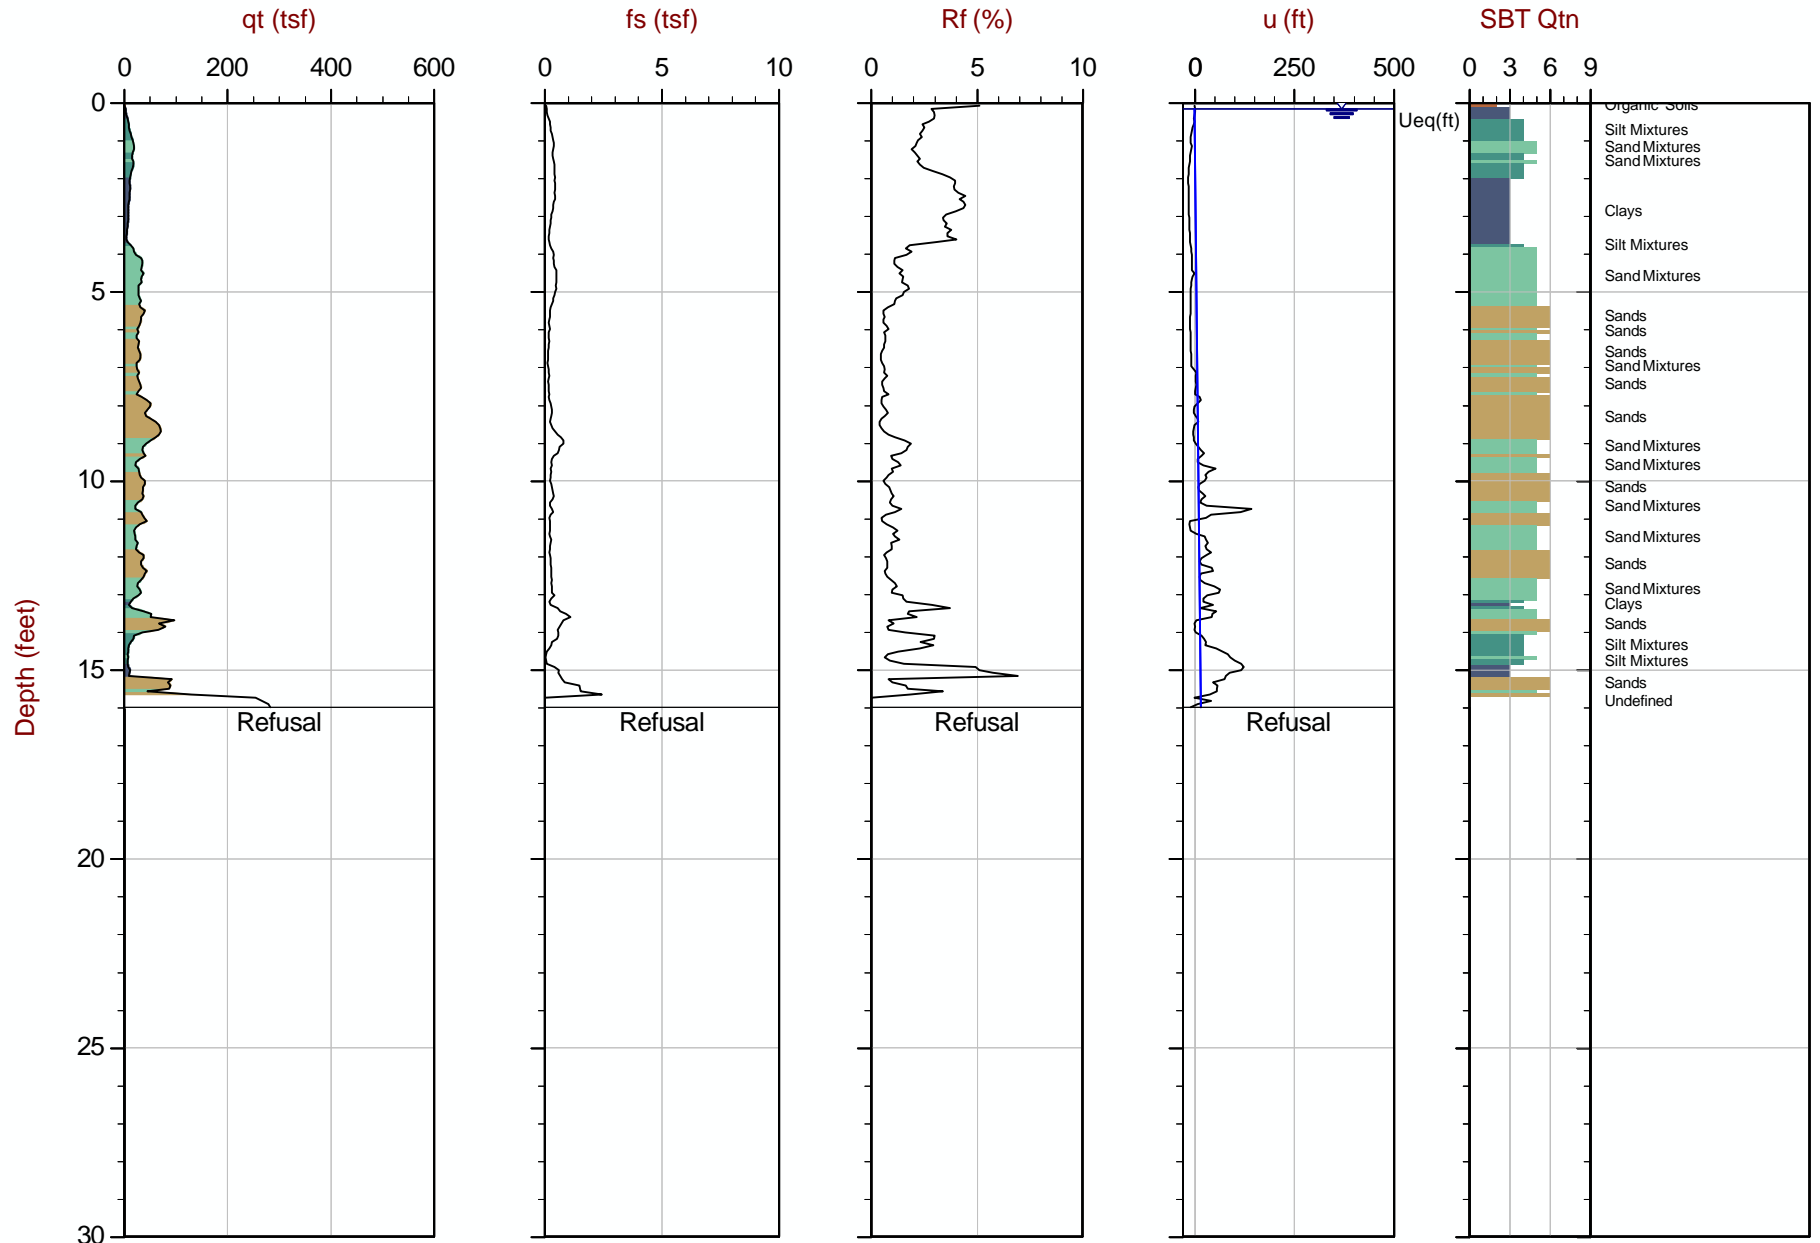 qt (tsf) fs (tsf) Rf (%) u (ft) SBT Qtn
0 200 400 600 0 5 10 0 5 10 0 250 500 0 3 6 9
0
Organic Soils
Ueq(ft)
Silt Mixtures
Sand Mixtures
Sand Mixtures
Clays
Silt Mixtures
Sand Mixtures
5
Sands
Sands
Sands
Sand Mixtures
Sands
Sands
Sand Mixtures
Sand Mixtures
10
Sands
Sand Mixtures
Sand Mixtures
Sands
Sand Mixtures
Clays
Sands
Silt Mixtures
Silt Mixtures
15
Sands
Undefined
Refusal Refusal Refusal Refusal
Depth (feet)
20
25
30